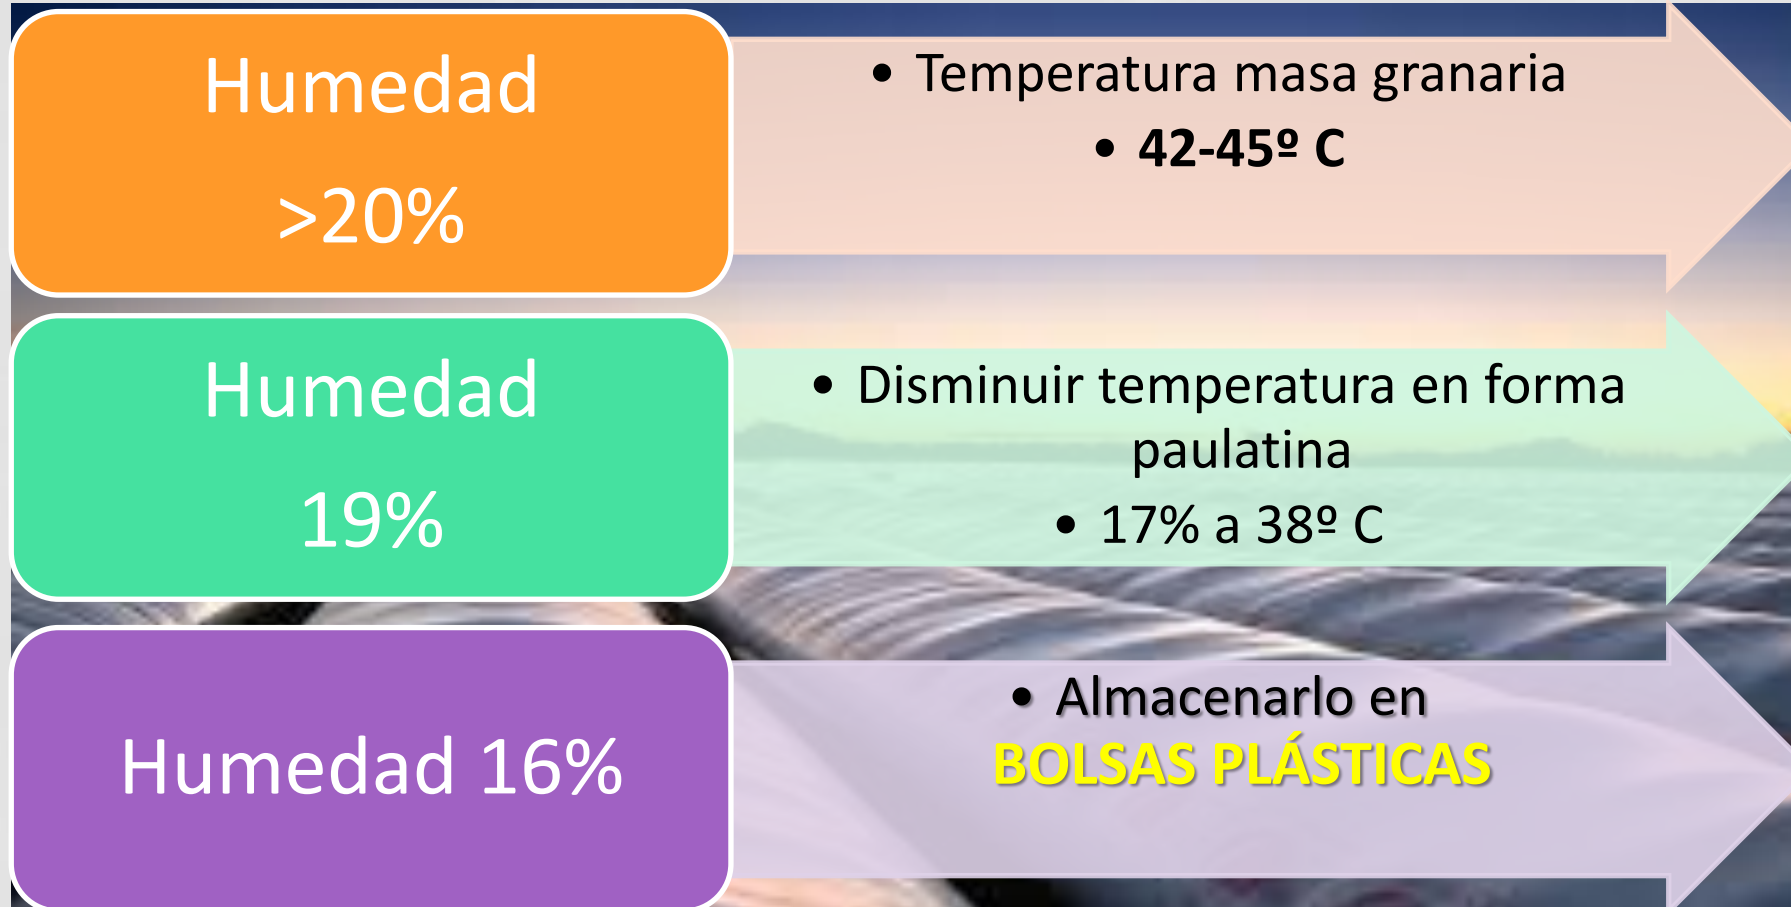 Humedad
>20%
• Temperatura masa granaria
• 42-45º C
Humedad
19%
• Disminuir temperatura en forma
paulatina
• 17% a 38º C
Humedad 16%
• Almacenarlo en
BOLSAS PLÁSTICAS